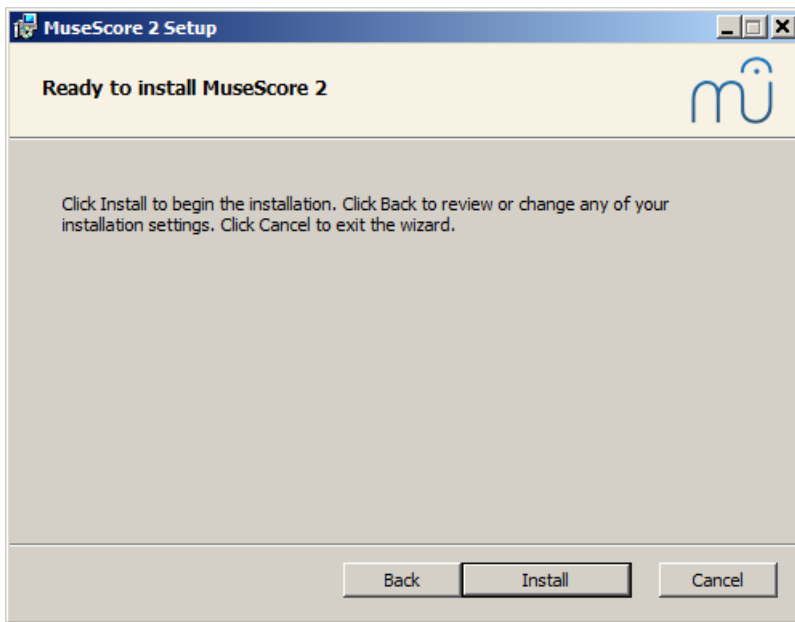 MuseScore 2 Setup
Ready to install MuseScore 2
Click Install to begin the installation. Click Back to review or change any of your
installation settings. Click Cancel to exit the wizard.
Back Install Cancel